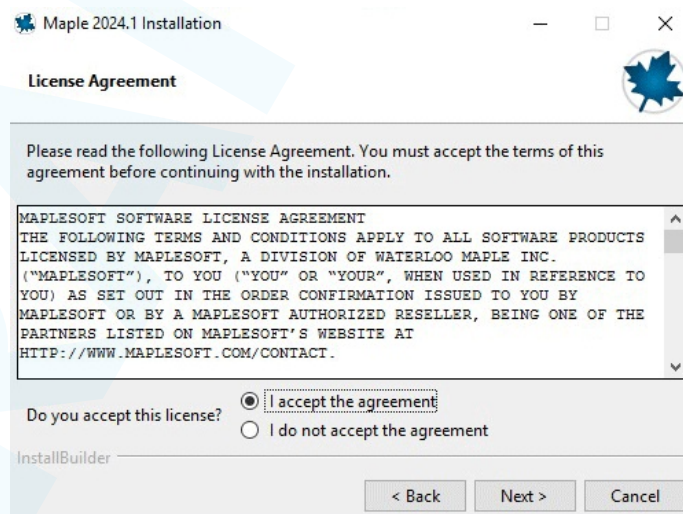 Maple 2024.1 Installation
License Agreement
Please read the following License Agreement. You must accept the terms of this
agreement before continuing with the installation.
MAPLESOFT SOFTWARE LICENSE AGREEMENT
THE FOLLOWING TERMS AND CONDITIONS APPLY TO ALL SOFTWARE PRODUCTS
LICENSED BY MAPLESOFT, A DIVISION OF WATERLOO MAPLE INC.
(“MAPLESOFT”), TO YOU (“YOU” OR “YOUR”, WHEN USED IN REFERENCE TO
YOU) AS SET OUT IN THE ORDER CONFIRMATION ISSUED TO YOU BY
MAPLESOFT OR BY A MAPLESOFT AUTHORIZED RESELLER, BEING ONE OF THE
PARTNERS LISTED ON MAPLESOFT’S WEBSITE AT
HTTP://WWW.MAPLESOFT.COM/CONTACT.
Do you accept this license?
I accept the agreement
I do not accept the agreement
InstallBuilder
< Back
Next >
Cancel